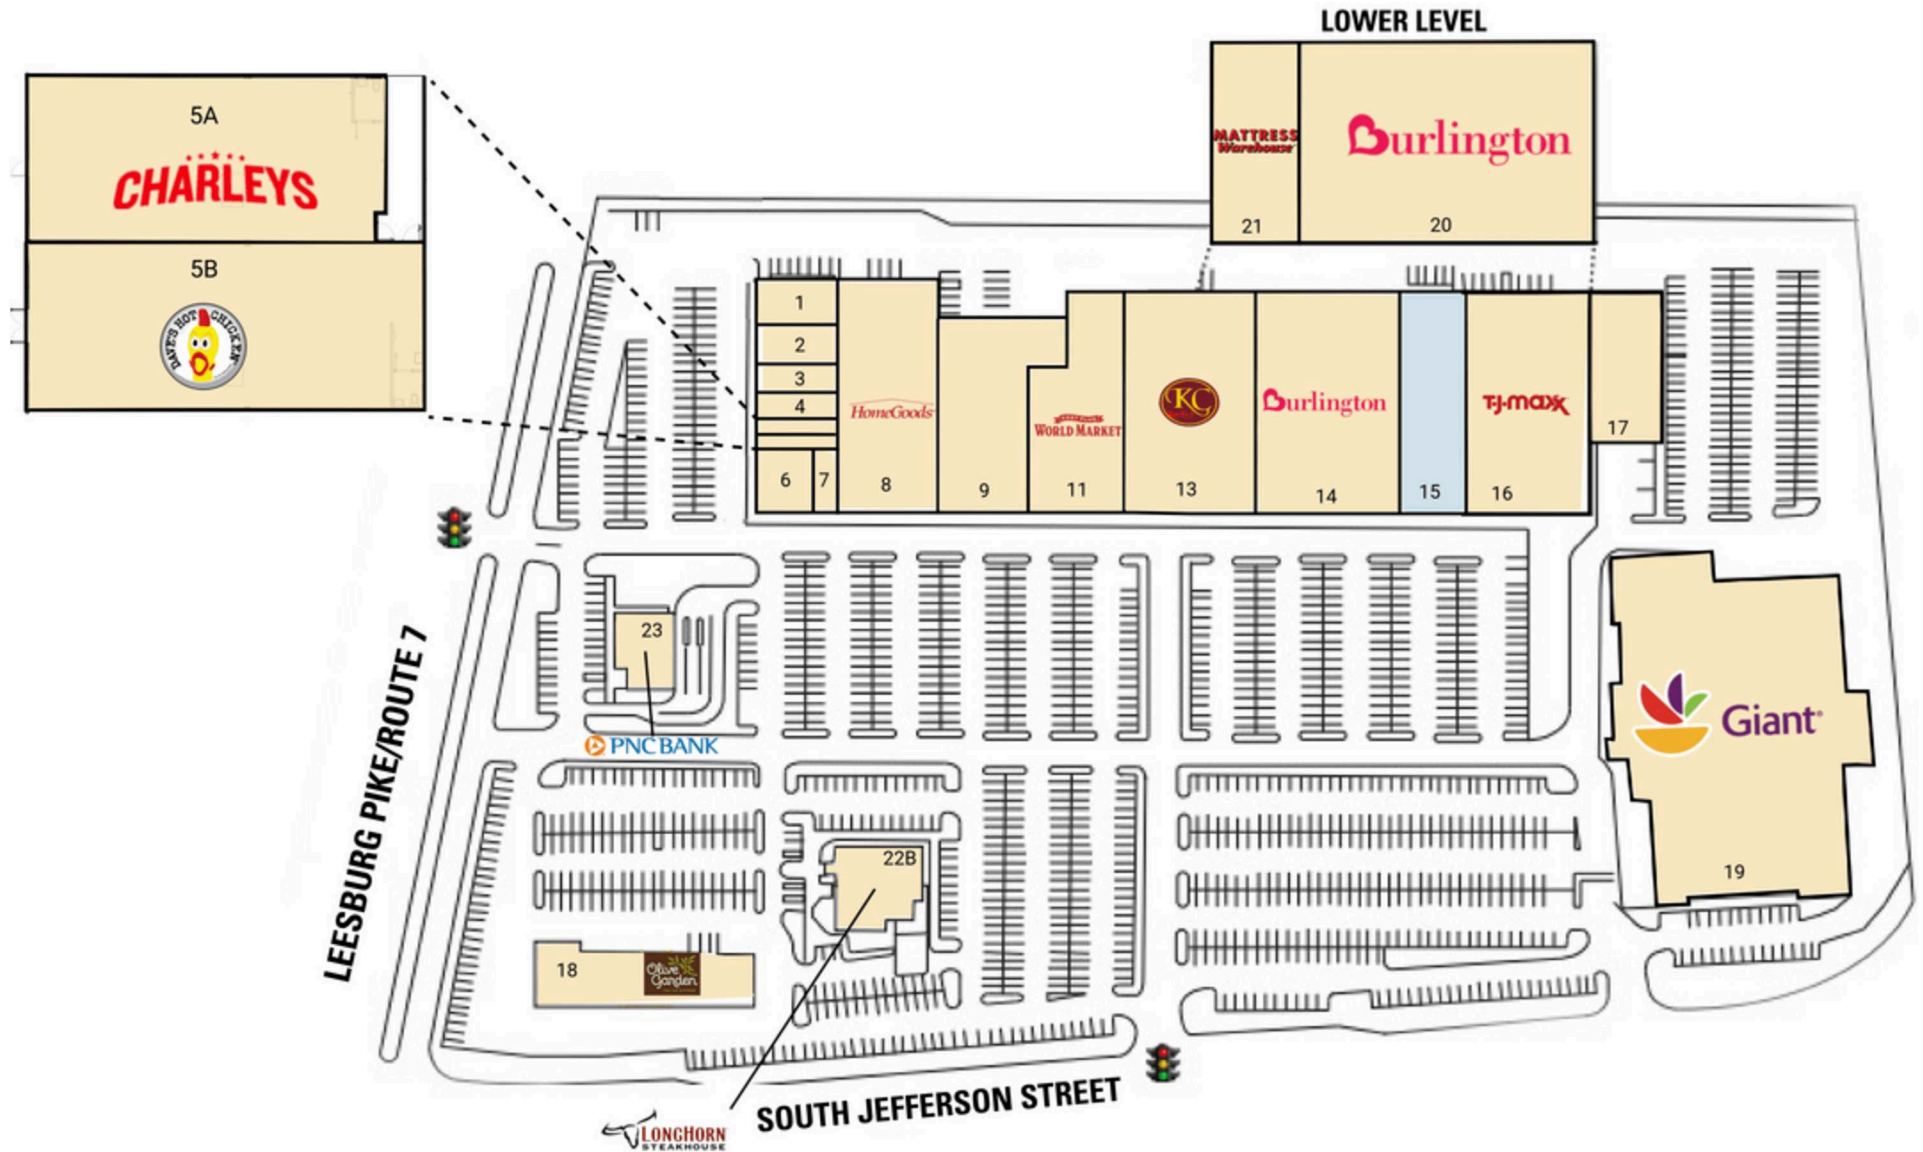 LOWER LEVEL
MATTRESS
Warehouse
21
Burlington
20
5A
CHARLEYS
5B
DAVE'S HOT CHICKEN
1
2
3
4
6
7
HomeGoods
8
9
WORLD MARKET
11
KC
13
Burlington
14
15
T·J·maxx
16
17
23
PNC BANK
Giant
19
22B
18
Olive
Garden
LEESBURG PIKE/ROUTE 7
LONGHORN
STEAKHOUSE
SOUTH JEFFERSON STREET